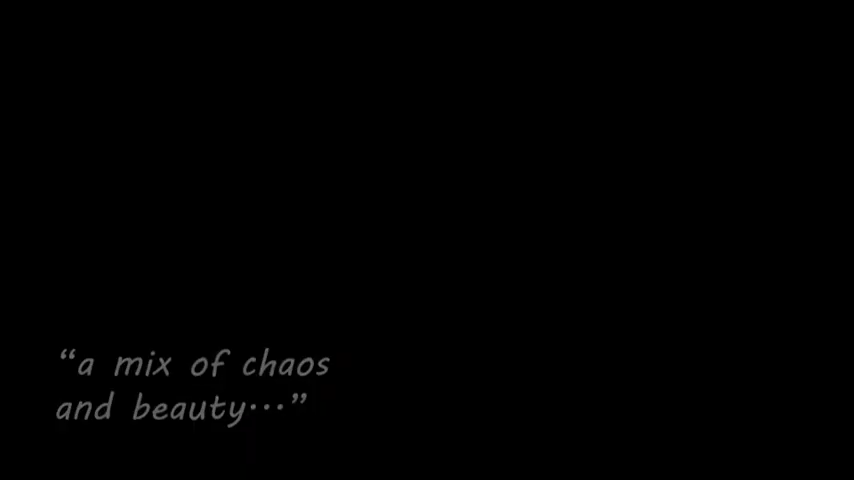 “a mix of chaos
and beauty···”